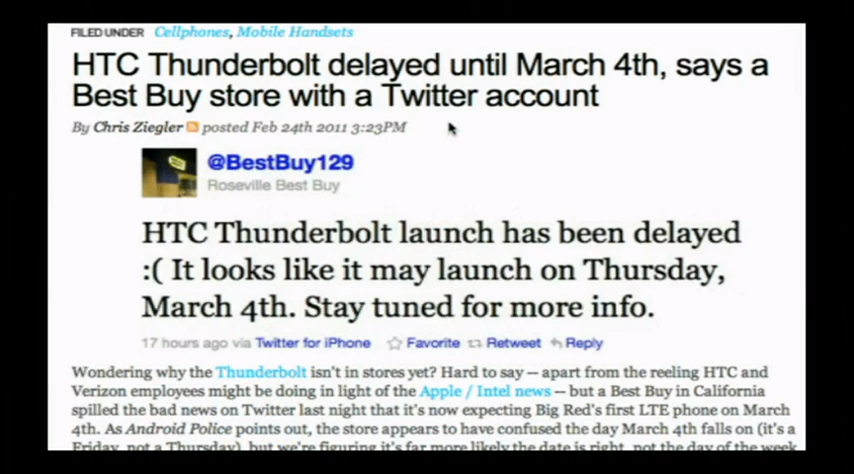 FILED UNDER Cellphones, Mobile Handsets
HTC Thunderbolt delayed until March 4th, says a
Best Buy store with a Twitter account
By Chris Ziegler posted Feb 24th 2011 3:23PM
@BestBuy129
Roseville Best Buy
HTC Thunderbolt launch has been delayed
:( It looks like it may launch on Thursday,
March 4th. Stay tuned for more info.
17 hours ago via Twitter for iPhone Favorite Retweet Reply
Wondering why the Thunderbolt isn't in stores yet? Hard to say -- apart from the reeling HTC and
Verizon employees might be doing in light of the Apple / Intel news -- but a Best Buy in California
spilled the bad news on Twitter last night that it's now expecting Big Red's first LTE phone on March
4th. As Android Police points out, the store appears to have confused the day March 4th falls on (it's a
Friday, not a Thursday), but we're figuring it's far more likely the date is right, not the day of the week